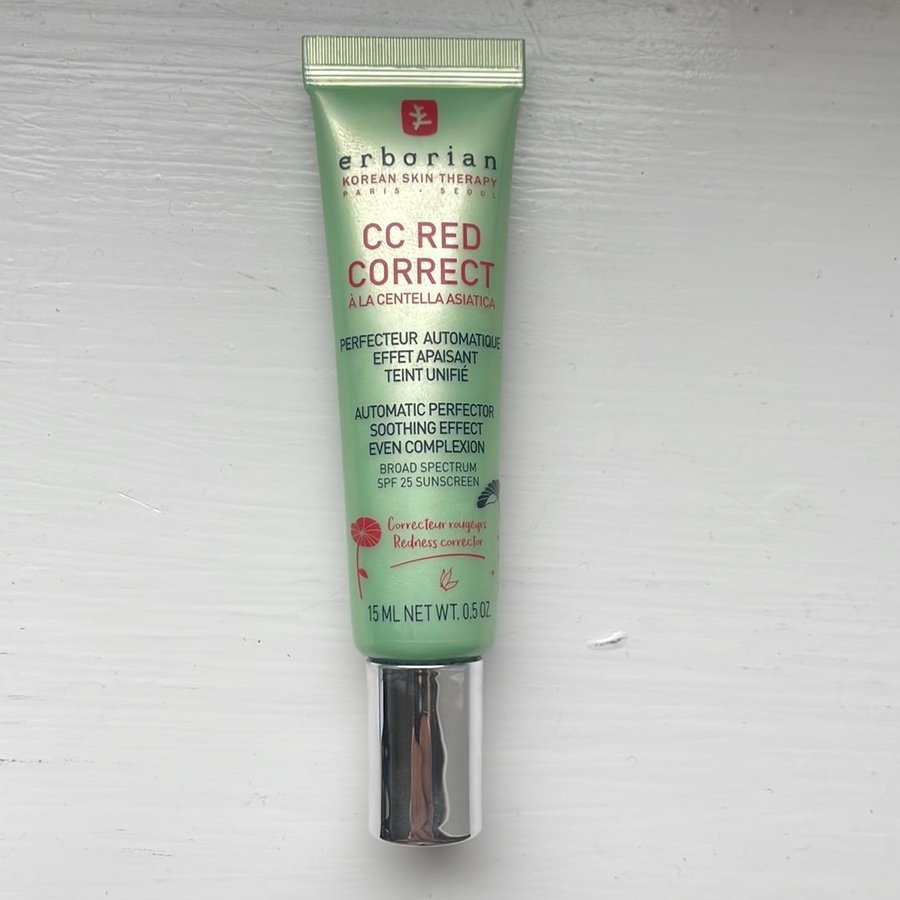 erborian
KOREAN SKIN THERAPY
PARIS · SEOUL
CC RED
CORRECT
À LA CENTELLA ASIATICA
PERFECTEUR AUTOMATIQUE
EFFET APAISANT
TEINT UNIFIÉ
AUTOMATIC PERFECTOR
SOOTHING EFFECT
EVEN COMPLEXION
BROAD SPECTRUM
SPF 25 SUNSCREEN
Correcteur rougeurs
Redness corrector
15 ML NET WT. 0.5 OZ.